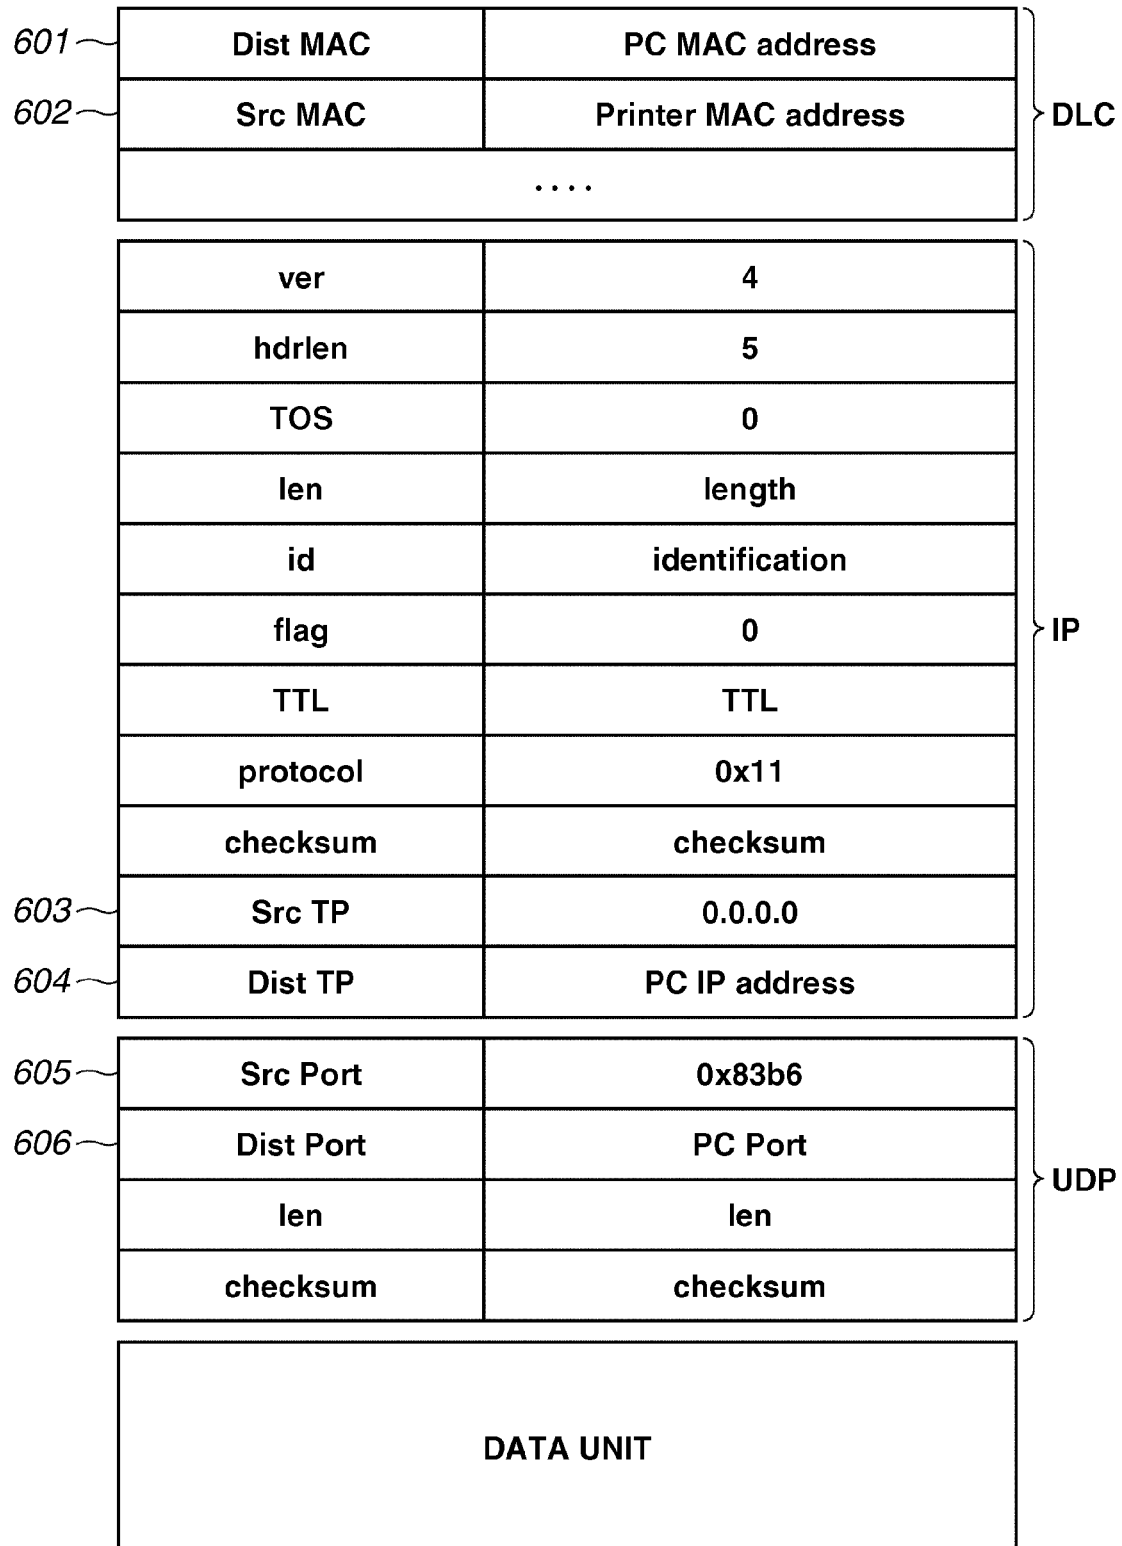 601 Dist MAC PC MAC address
602 Src MAC Printer MAC address DLC
....
ver 4
hdrlen 5
TOS 0
len length
id identification
flag 0 IP
TTL TTL
protocol 0x11
checksum checksum
603 Src TP 0.0.0.0
604 Dist TP PC IP address
605 Src Port 0x83b6
606 Dist Port PC Port
UDP
len len
checksum checksum
DATA UNIT